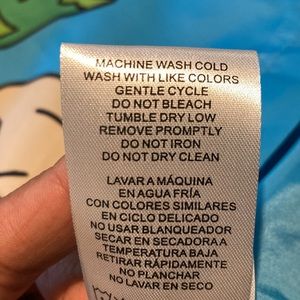 MACHINE WASH COLD
WASH WITH LIKE COLORS
GENTLE CYCLE
DO NOT BLEACH
TUMBLE DRY LOW
REMOVE PROMPTLY
DO NOT IRON
DO NOT DRY CLEAN
LAVAR A MÁQUINA
EN AGUA FRÍA
CON COLORES SIMILARES
EN CICLO DELICADO
NO USAR BLANQUEADOR
SECAR EN SECADORA A
TEMPERATURA BAJA
RETIRAR RÁPIDAMENTE
NO PLANCHAR
NO LAVAR EN SECO